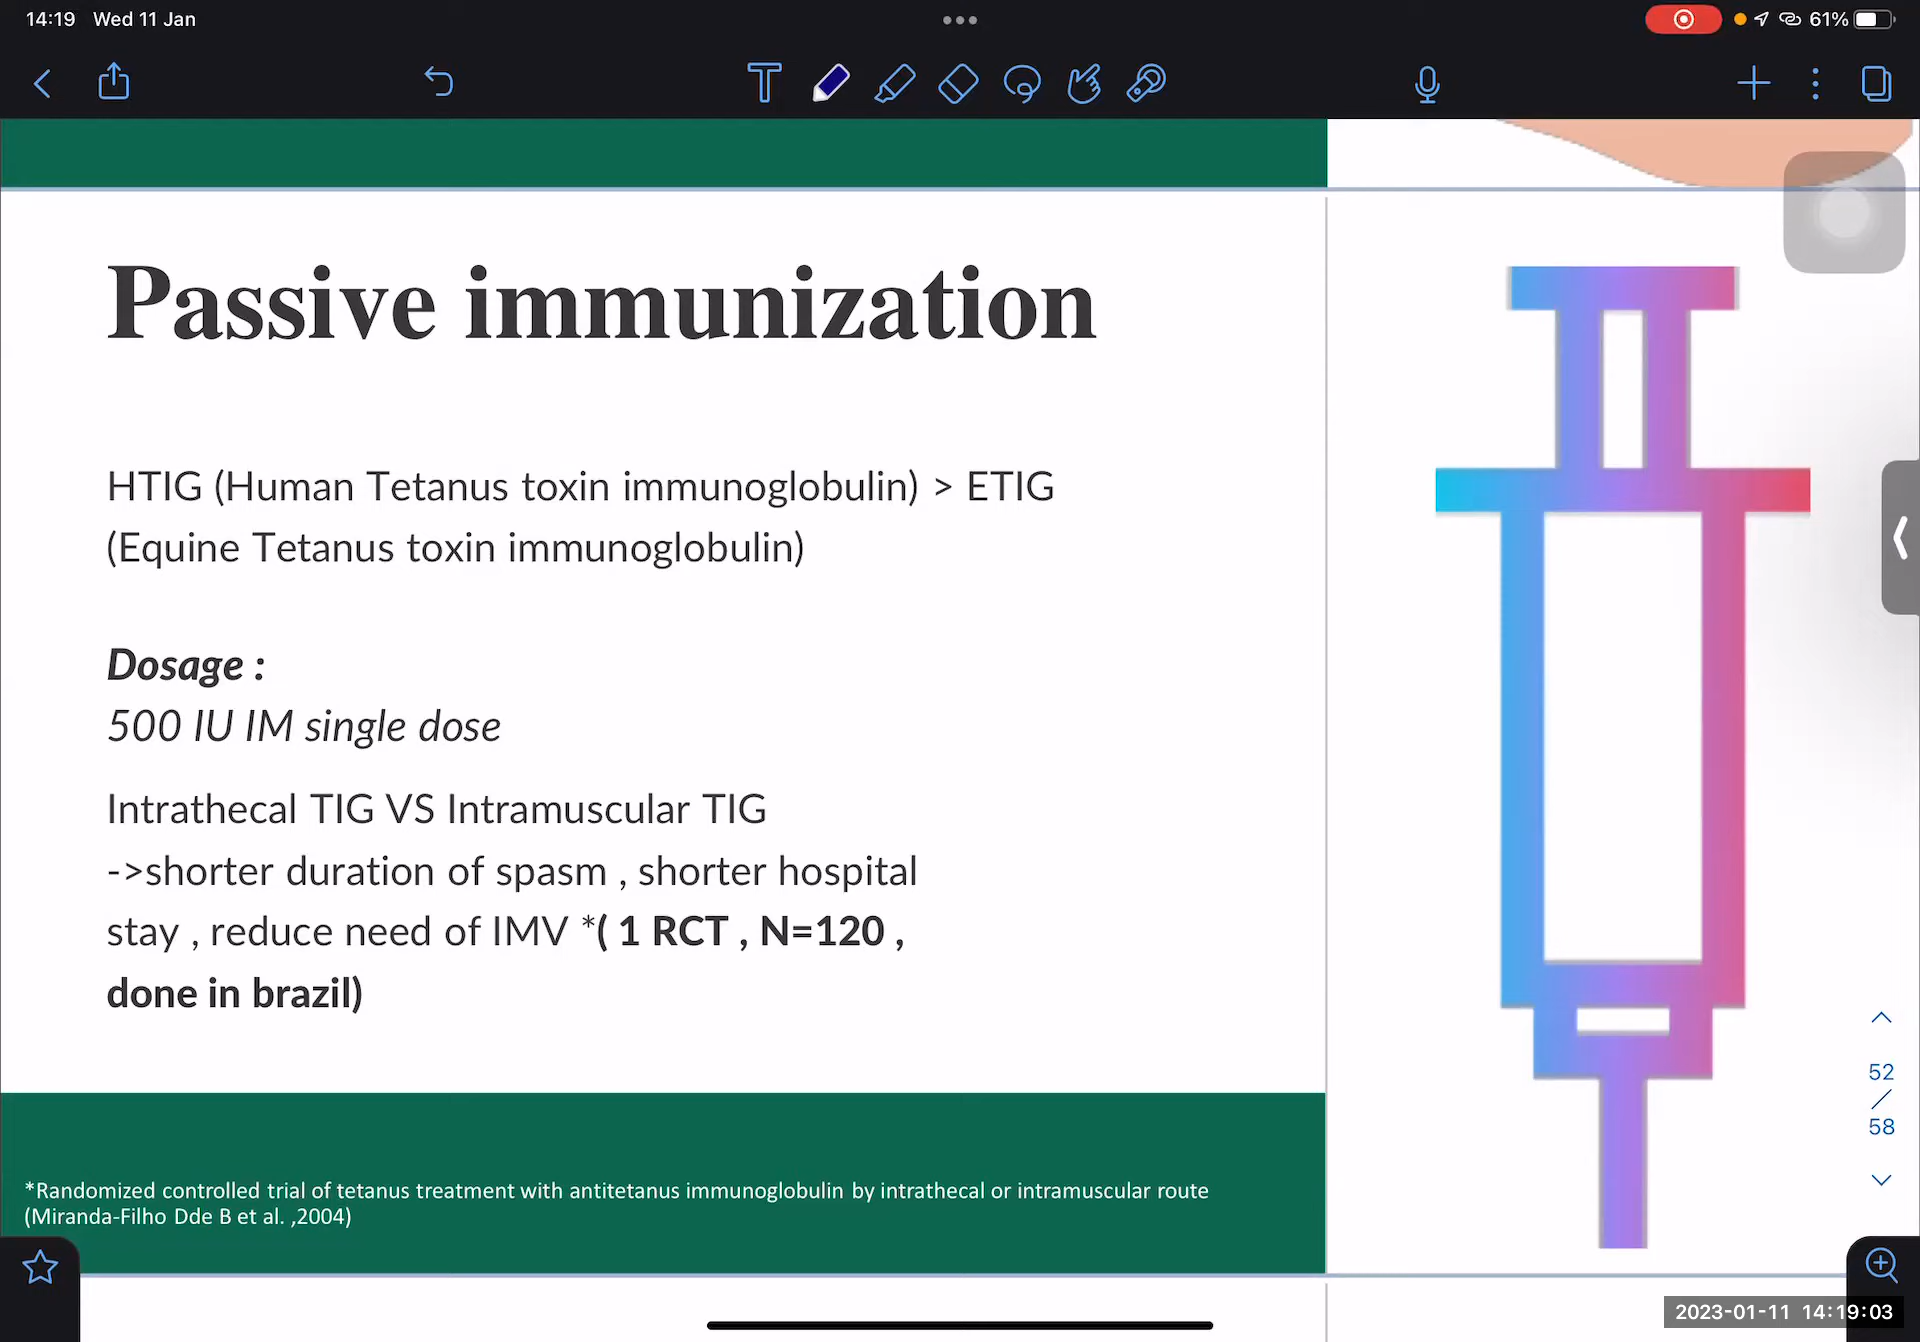 14:19 Wed 11 Jan
61%
Passive immunization
HTIG (Human Tetanus toxin immunoglobulin) > ETIG
(Equine Tetanus toxin immunoglobulin)
Dosage :
500 IU IM single dose
Intrathecal TIG VS Intramuscular TIG
->shorter duration of spasm , shorter hospital
stay , reduce need of IMV *( 1 RCT , N=120 ,
done in brazil)
52
/
58
*Randomized controlled trial of tetanus treatment with antitetanus immunoglobulin by intrathecal or intramuscular route
(Miranda-Filho Dde B et al. ,2004)
2023-01-11 14:19:03